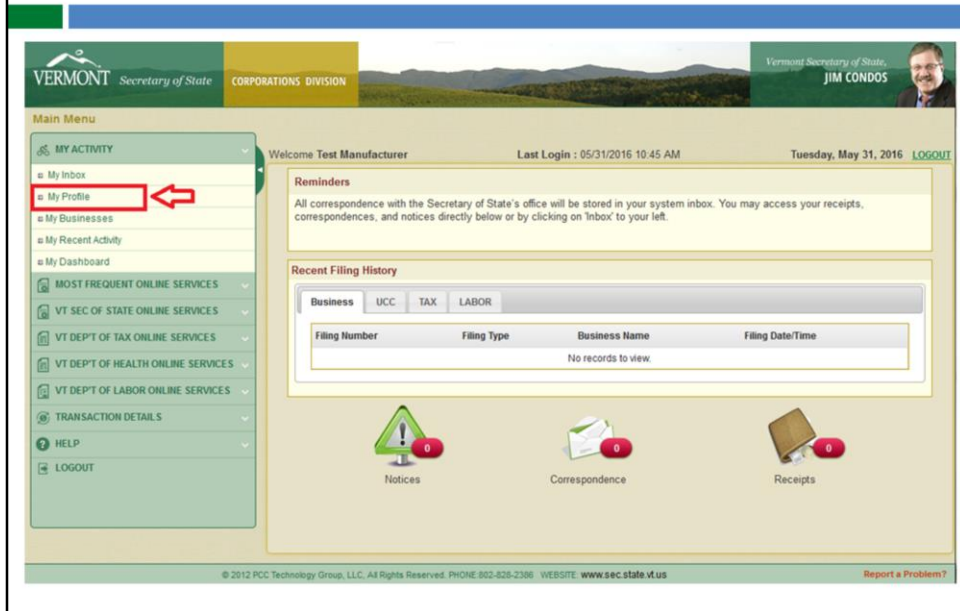 VERMONT Secretary of State
CORPORATIONS DIVISION
Vermont Secretary of State,
JIM CONDOS
Main Menu
MY ACTIVITY
My Inbox
My Profile
My Businesses
My Recent Activity
My Dashboard
MOST FREQUENT ONLINE SERVICES
VT SEC OF STATE ONLINE SERVICES
VT DEP'T OF TAX ONLINE SERVICES
VT DEP'T OF HEALTH ONLINE SERVICES
VT DEP'T OF LABOR ONLINE SERVICES
TRANSACTION DETAILS
HELP
LOGOUT
Welcome Test Manufacturer Last Login : 05/31/2016 10:45 AM Tuesday, May 31, 2016 LOGOUT
Reminders
All correspondence with the Secretary of State's office will be stored in your system inbox. You may access your receipts,
correspondences, and notices directly below or by clicking on 'Inbox' to your left.
Recent Filing History
Business UCC TAX LABOR
Filing Number Filing Type Business Name Filing Date/Time
No records to view.
0 0 0
Notices Correspondence Receipts
© 2012 PCC Technology Group, LLC, All Rights Reserved. PHONE:802-828-2386 WEBSITE: www.sec.state.vt.us Report a Problem?